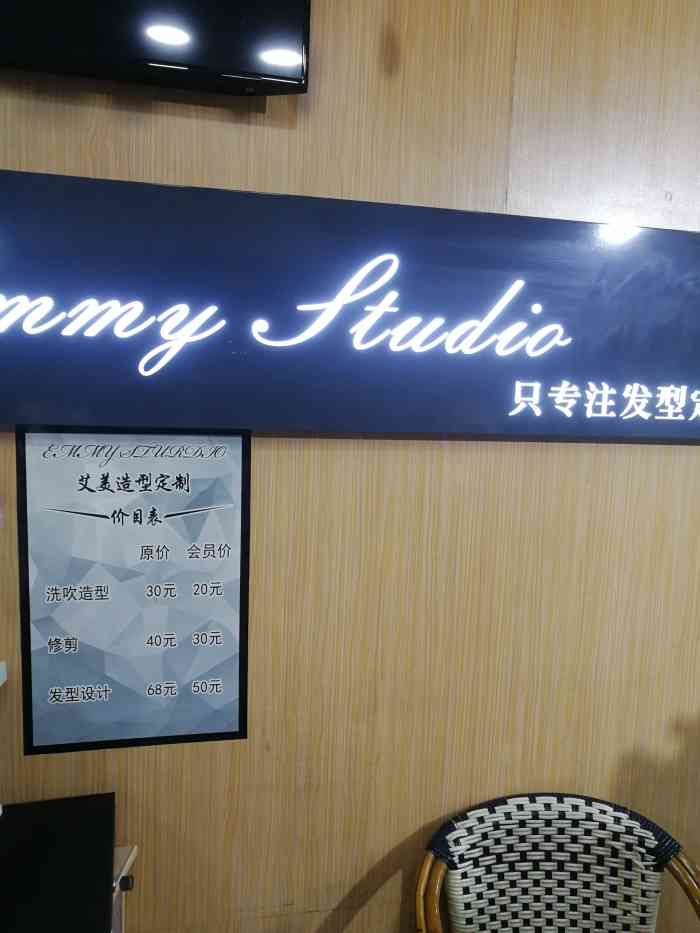 mmy Studio
只专注发型定
EMMY STURDIO
艾美造型定制
价目表
原价 会员价
洗吹造型 30元 20元
修剪 40元 30元
发型设计 68元 50元